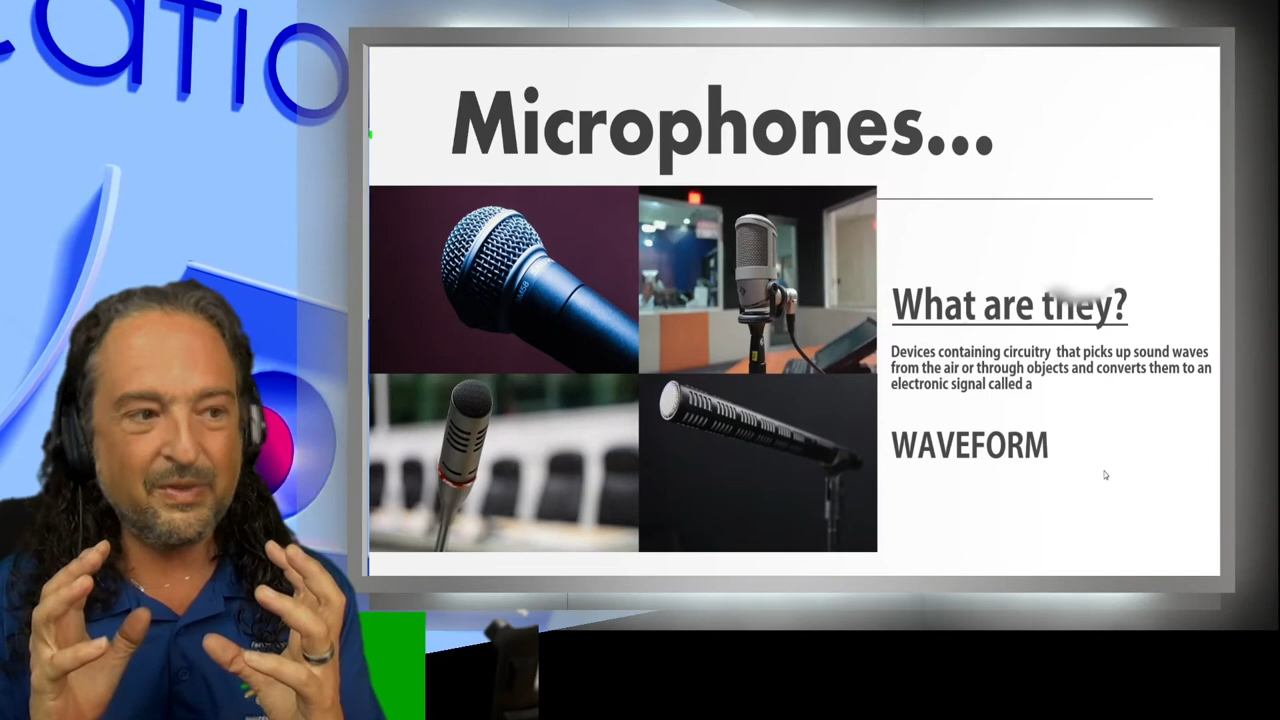 Microphones...
What are they?
Devices containing circuitry that picks up sound waves
from the air or through objects and converts them to an
electronic signal called a
WAVEFORM
SM58